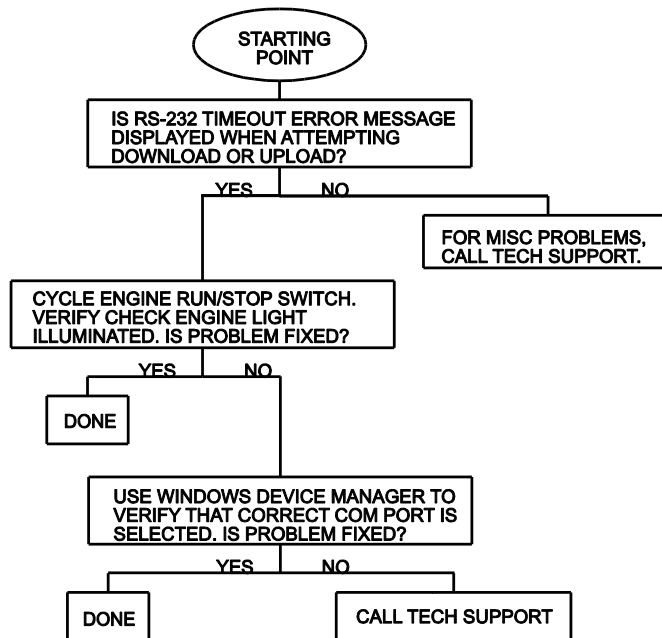 STARTING
POINT
IS RS-232 TIMEOUT ERROR MESSAGE
DISPLAYED WHEN ATTEMPTING
DOWNLOAD OR UPLOAD?
YES
NO
FOR MISC PROBLEMS,
CALL TECH SUPPORT.
CYCLE ENGINE RUN/STOP SWITCH.
VERIFY CHECK ENGINE LIGHT
ILLUMINATED. IS PROBLEM FIXED?
YES
NO
DONE
USE WINDOWS DEVICE MANAGER TO
VERIFY THAT CORRECT COM PORT IS
SELECTED. IS PROBLEM FIXED?
YES
NO
DONE
CALL TECH SUPPORT